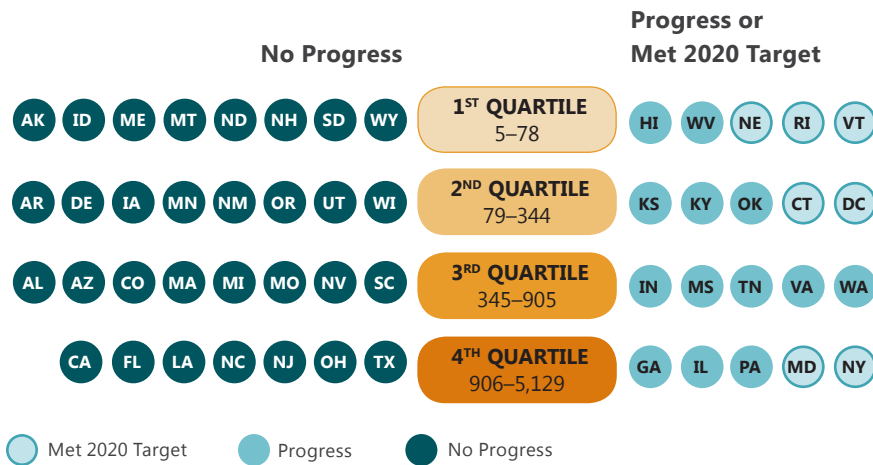 No Progress
Progress or
Met 2020 Target
AK ID ME MT ND NH SD WY
1ST QUARTILE
5–78
HI WV NE RI VT
AR DE IA MN NM OR UT WI
2ND QUARTILE
79–344
KS KY OK CT DC
AL AZ CO MA MI MO NV SC
3RD QUARTILE
345–905
IN MS TN VA WA
CA FL LA NC NJ OH TX
4TH QUARTILE
906–5,129
GA IL PA MD NY
Met 2020 Target
Progress
No Progress